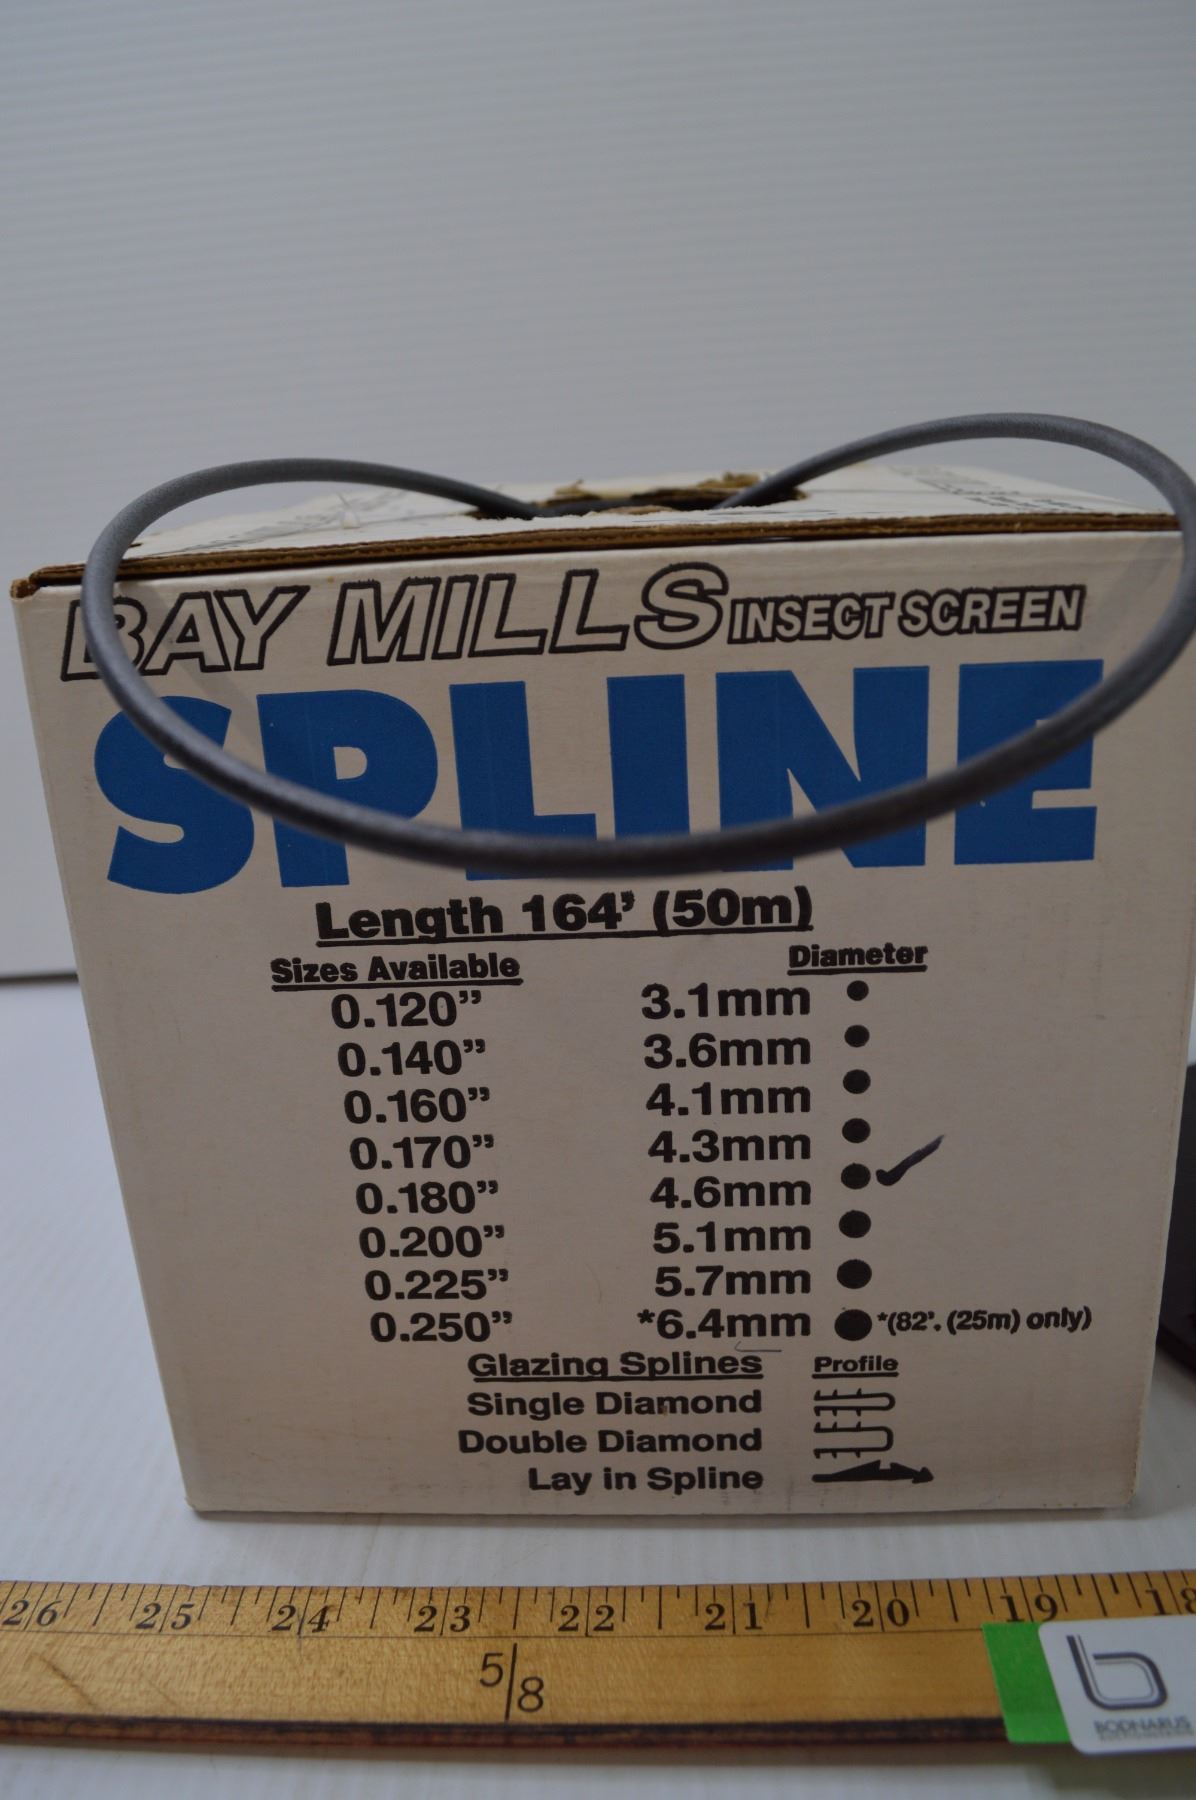 BAY MILLS INSECT SCREEN
SPLINE
Length 164' (50m)
Sizes Available Diameter
0.120" 3.1mm
0.140" 3.6mm
0.160" 4.1mm
0.170" 4.3mm
0.180" 4.6mm
0.200" 5.1mm
0.225" 5.7mm
0.250" *6.4mm *(82'. (25m) only)
Glazing Splines Profile
Single Diamond
Double Diamond
Lay in Spline
26 25 24 23 22 21 20 19 18
5/8
b
BODNARUS